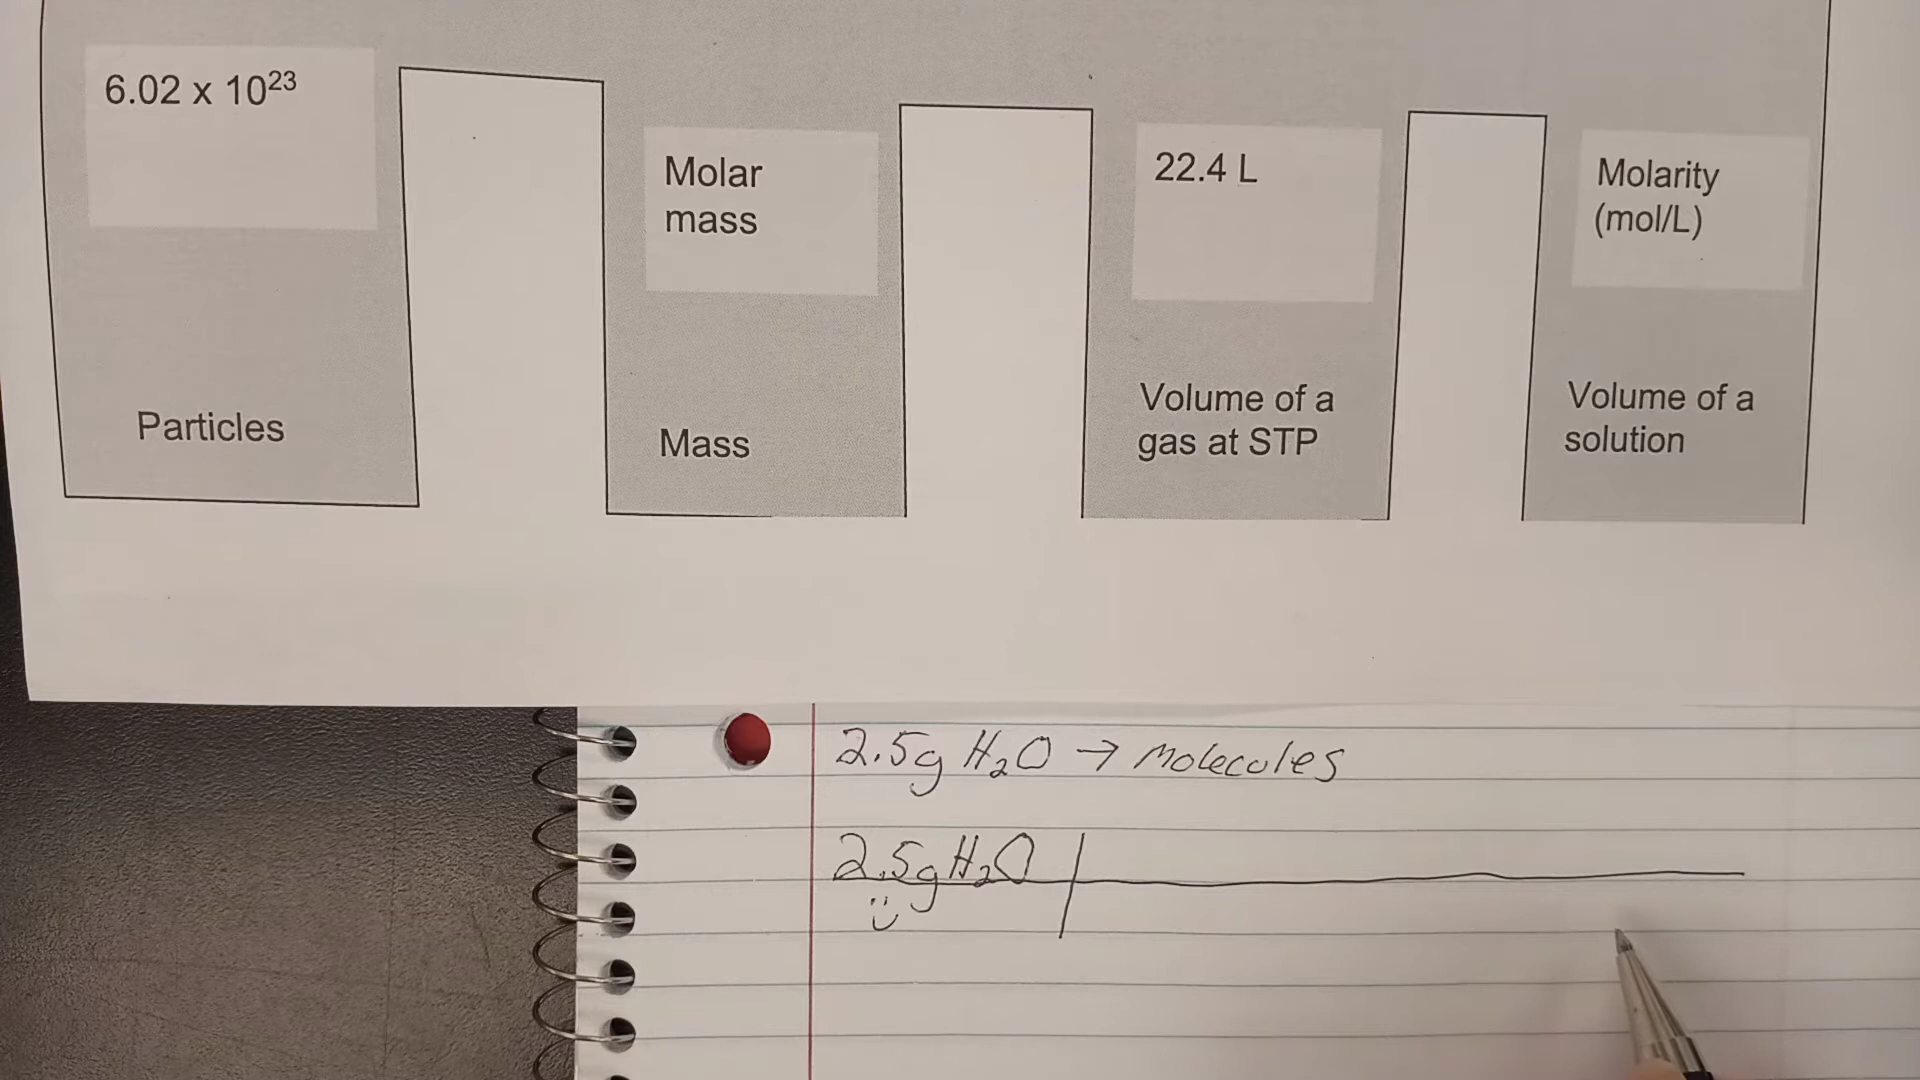 6.02 x 10²³
Molar
mass
22.4 L
Molarity
(mol/L)
Particles
Mass
Volume of a
gas at STP
Volume of a
solution
2.5g H₂O → Molecules
2.5g H₂O